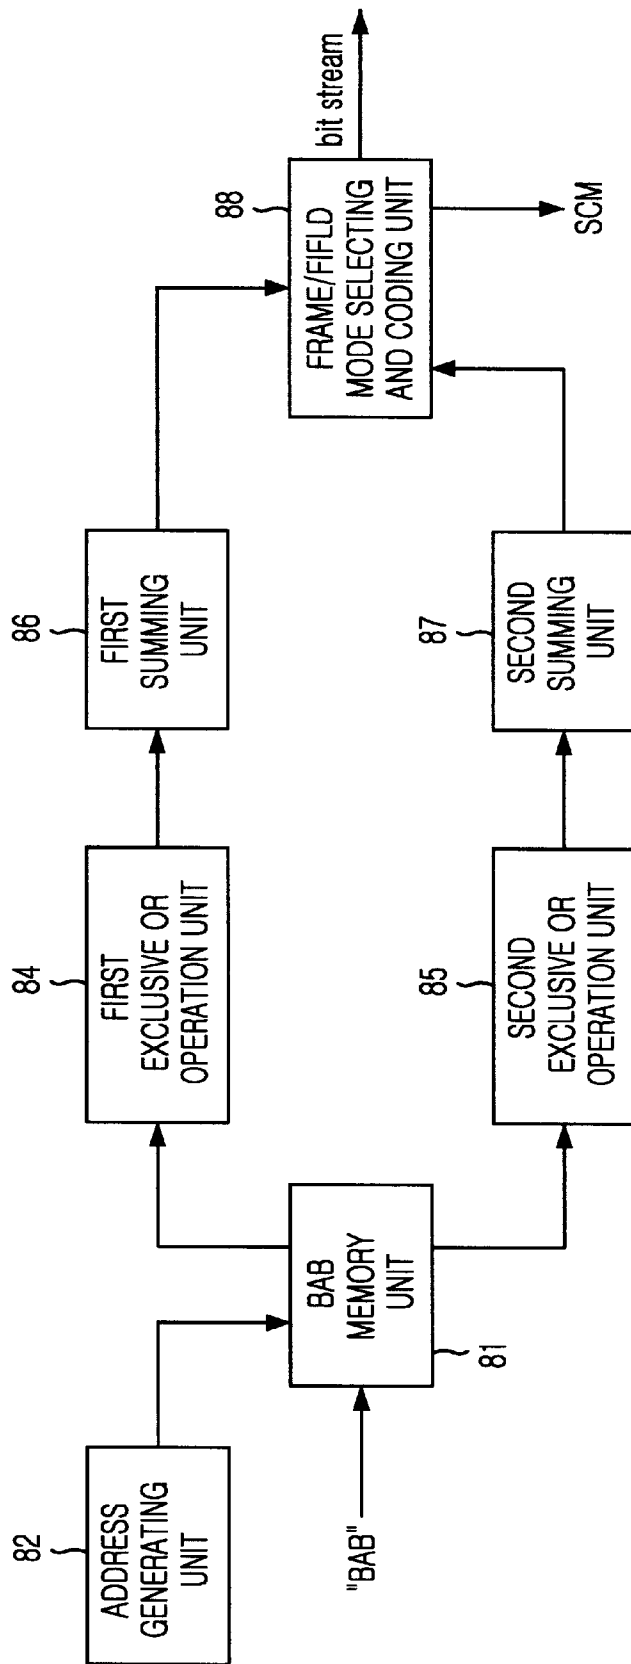 82
ADDRESS
GENERATING
UNIT
"BAB"
BAB
MEMORY
UNIT
81
84
FIRST
EXCLUSIVE OR
OPERATION UNIT
85
SECOND
EXCLUSIVE OR
OPERATION UNIT
86
FIRST
SUMMING
UNIT
87
SECOND
SUMMING
UNIT
88
FRAME/FIFLD
MODE SELECTING
AND CODING UNIT
bit stream
SCM